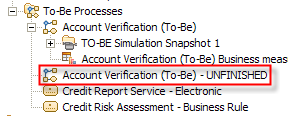 To-Be Processes
Account Verification (To-Be)
TO-BE Simulation Snapshot 1
Account Verification (To-Be) Business meas
Account Verification (To-Be) - UNFINISHED
Credit Report Service - Electronic
Credit Risk Assessment - Business Rule